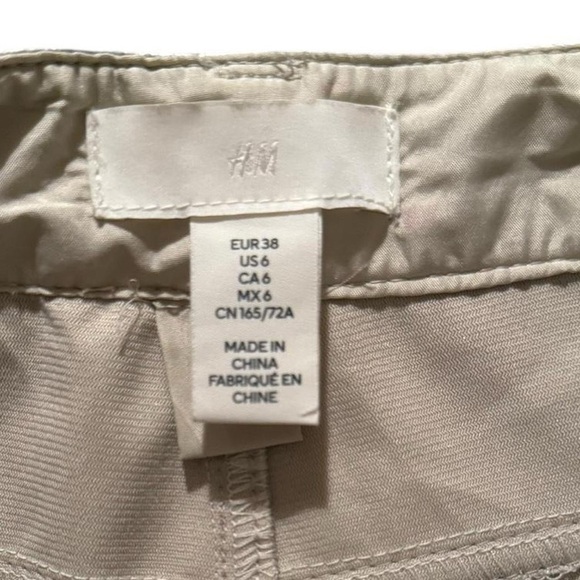 H&M
EUR 38
US 6
CA 6
MX 6
CN 165/72A
MADE IN
CHINA
FABRIQUÉ EN
CHINE